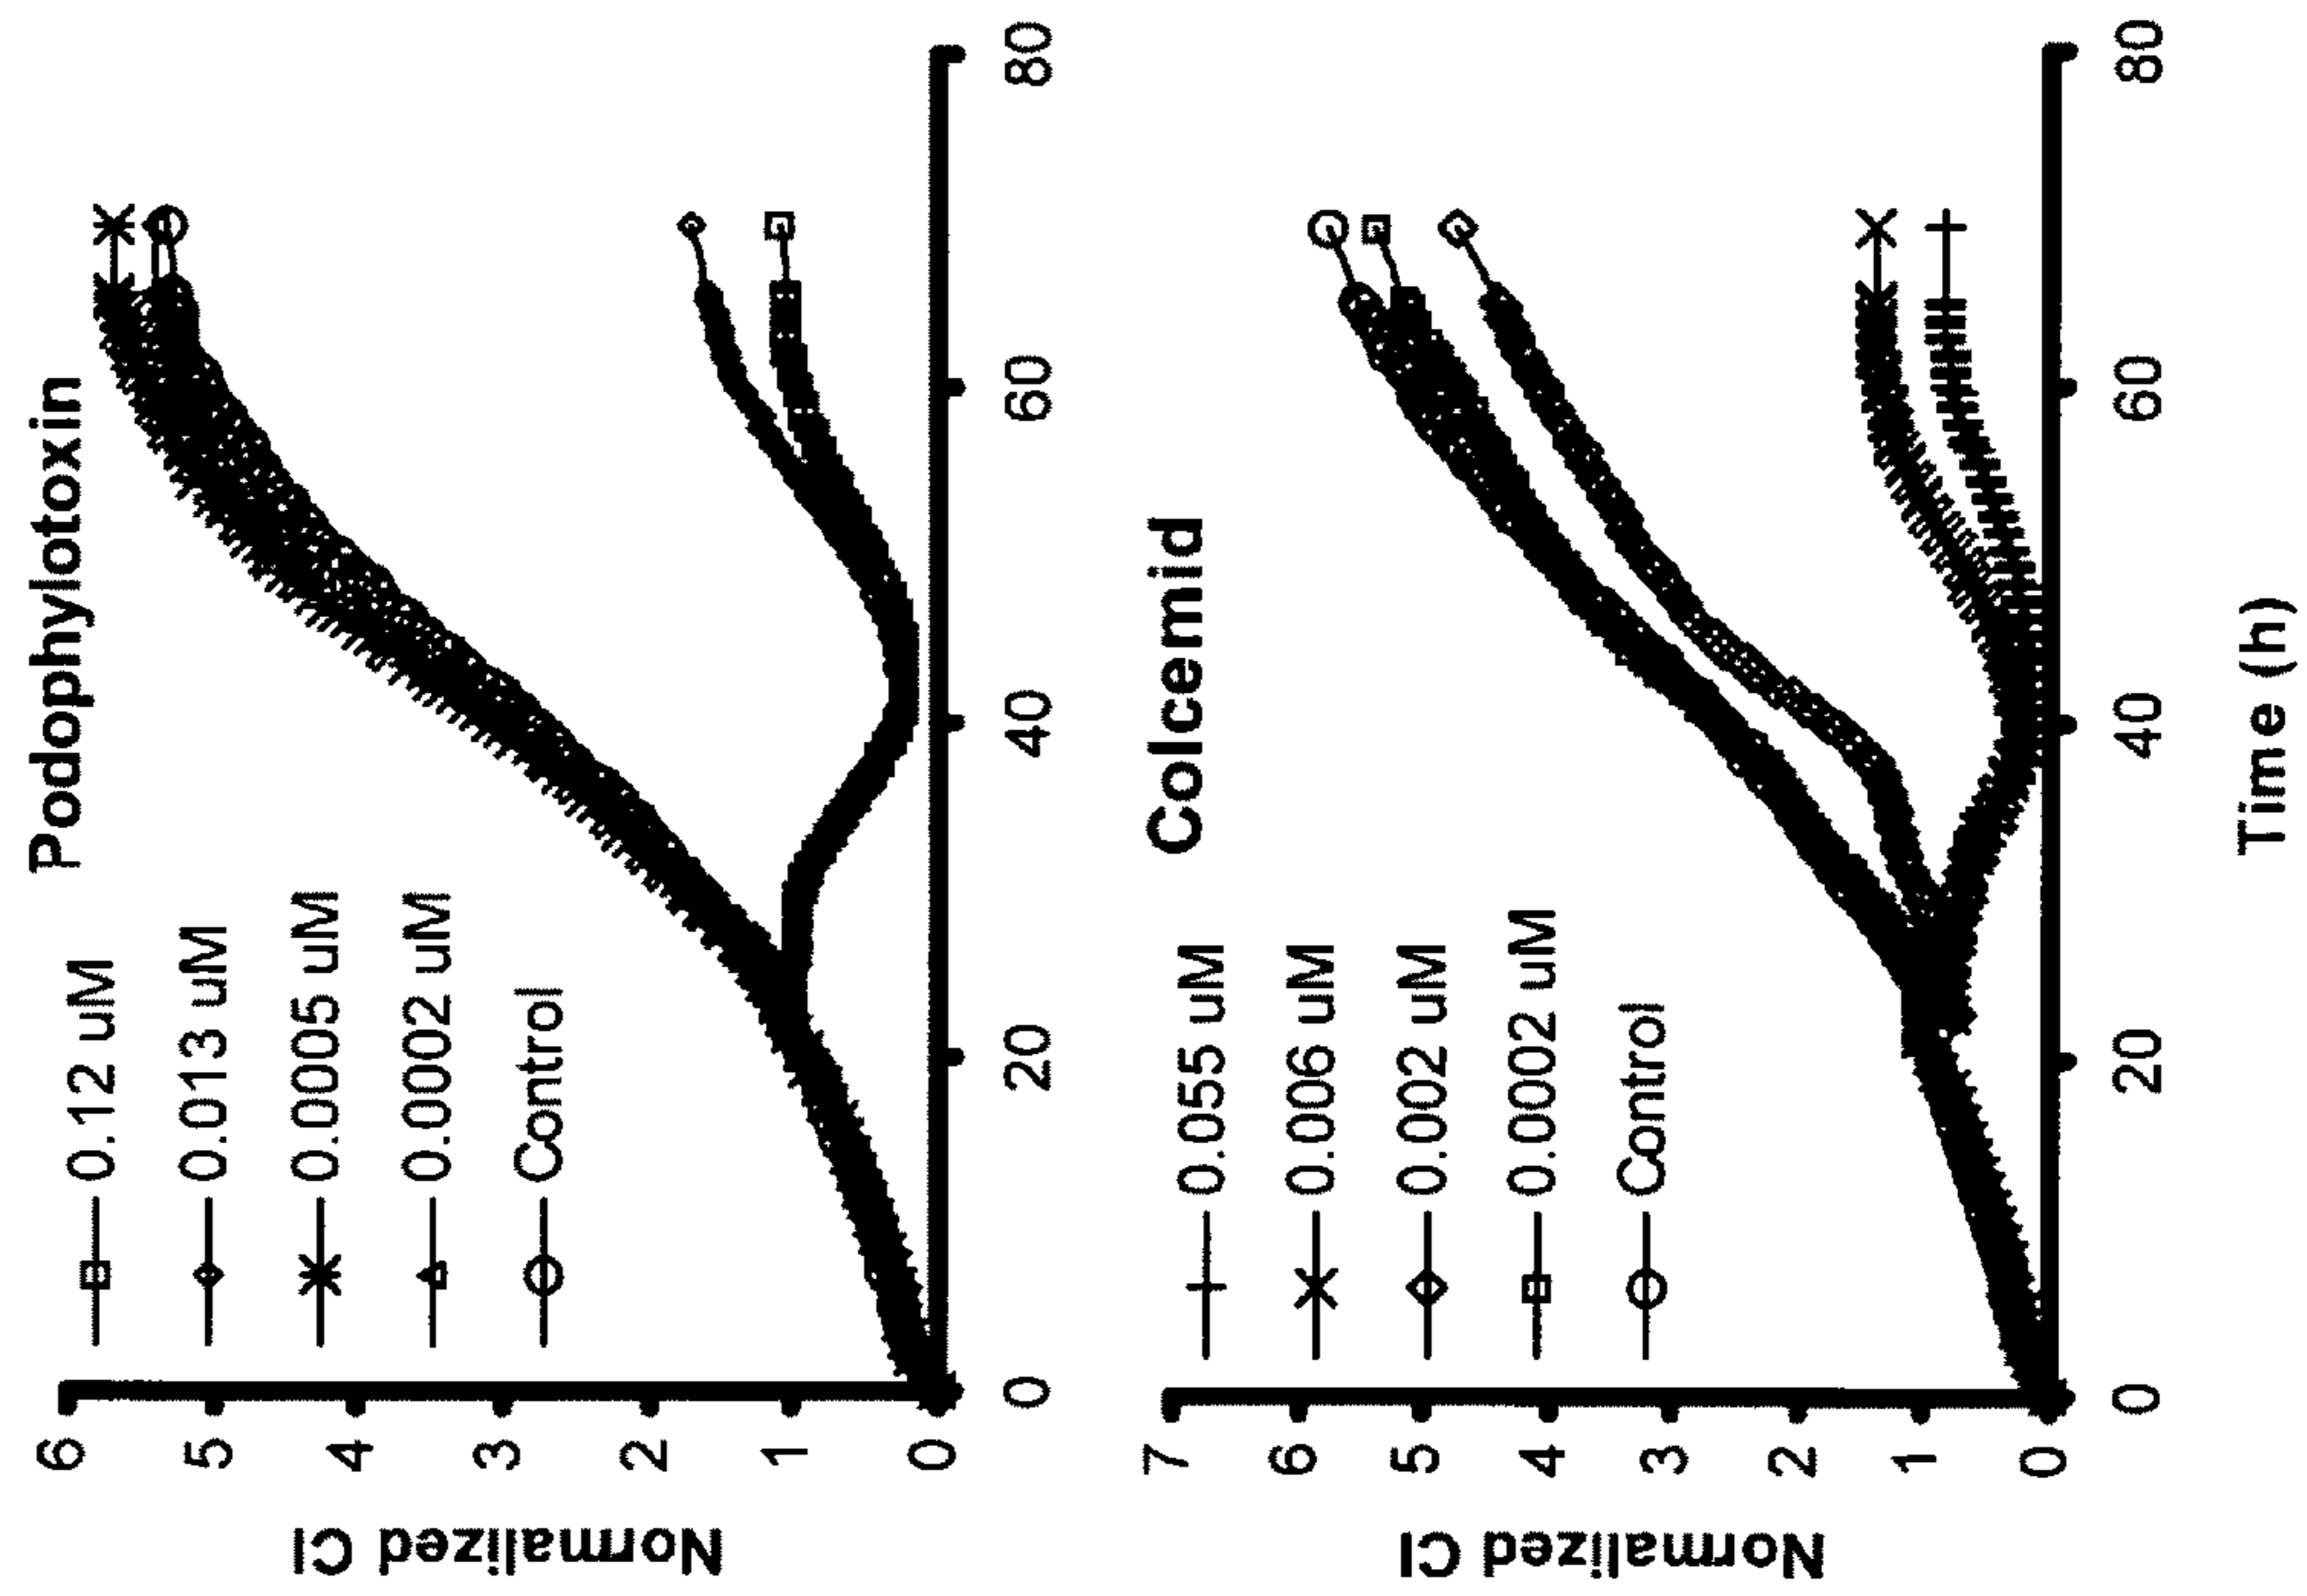 Podophylotoxin
0.12 uM
0.013 uM
0.0005 uM
0.0002 uM
Control
6
5
4
3
2
1
0
Normalized CI
0
20
40
60
80
Colcemid
0.055 uM
0.006 uM
0.002 uM
0.0002 uM
Control
7
6
5
4
3
2
1
0
Normalized CI
0
20
40
60
80
Time (h)